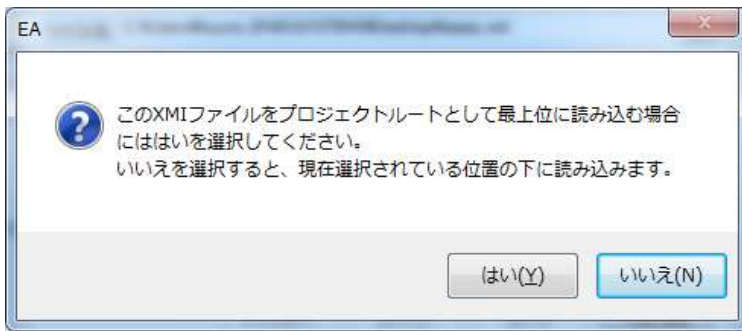 EA
このXMIファイルをプロジェクトルートとして最上位に読み込む場合
にははいを選択してください。
いいえを選択すると、現在選択されている位置の下に読み込みます。
はい(Y)
いいえ(N)